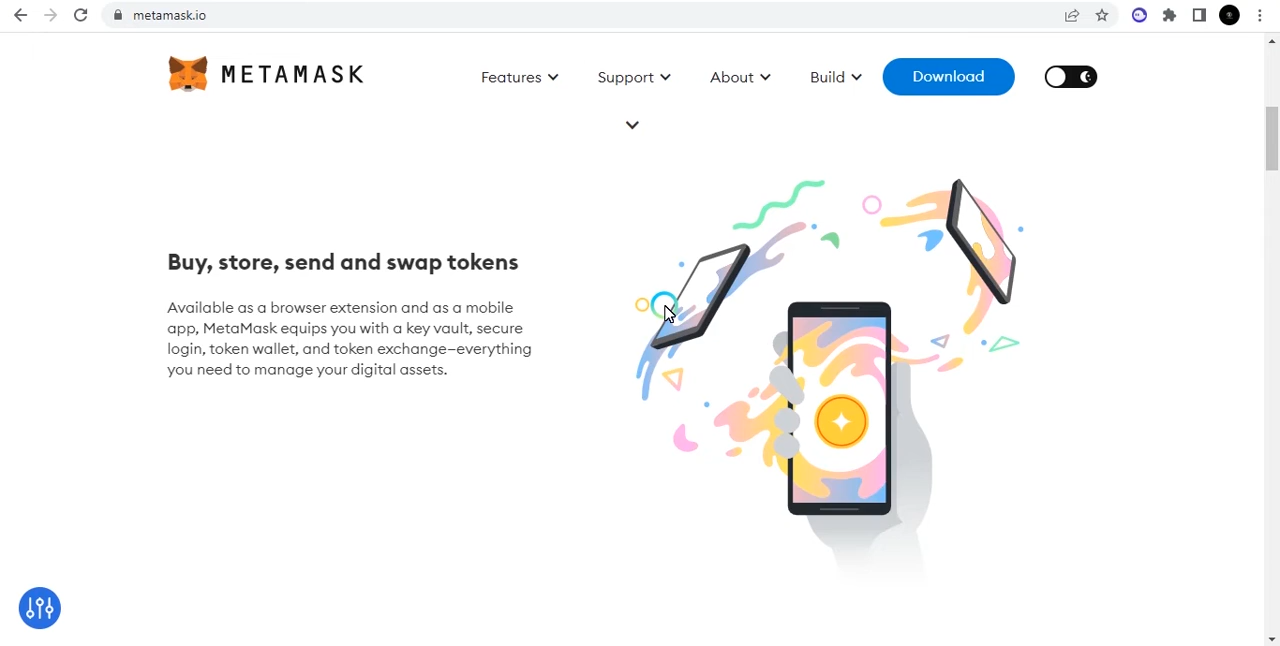 metamask.io
METAMASK
Features
Support
About
Build
Download
Buy, store, send and swap tokens
Available as a browser extension and as a mobile
app, MetaMask equips you with a key vault, secure
login, token wallet, and token exchange—everything
you need to manage your digital assets.